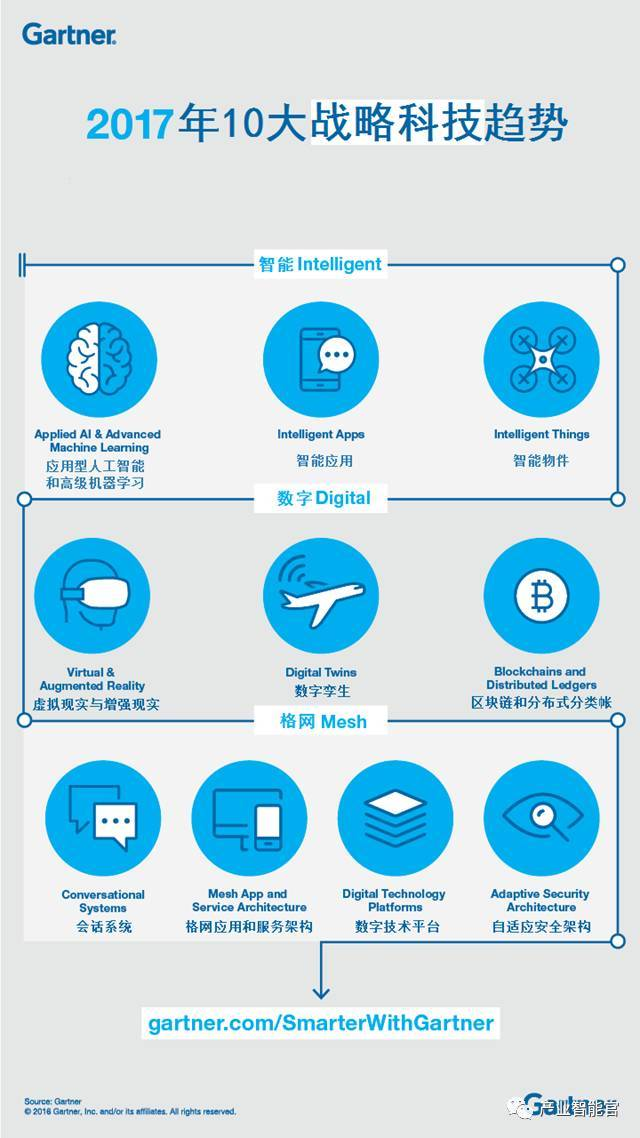 Gartner.
2017年10大战略科技趋势
智能 Intelligent
Applied AI & Advanced
Machine Learning
应用型人工智能
和高级机器学习
Intelligent Apps
智能应用
Intelligent Things
智能物件
数字 Digital
Virtual &
Augmented Reality
虚拟现实与增强现实
Digital Twins
数字孪生
Blockchains and
Distributed Ledgers
区块链和分布式分类帐
格网 Mesh
Conversational
Systems
会话系统
Mesh App and
Service Architecture
格网应用和服务架构
Digital Technology
Platforms
数字技术平台
Adaptive Security
Architecture
自适应安全架构
gartner.com/SmarterWithGartner
Source: Gartner
© 2016 Gartner, Inc. and/or its affiliates. All rights reserved.
Gartner
产业智能官